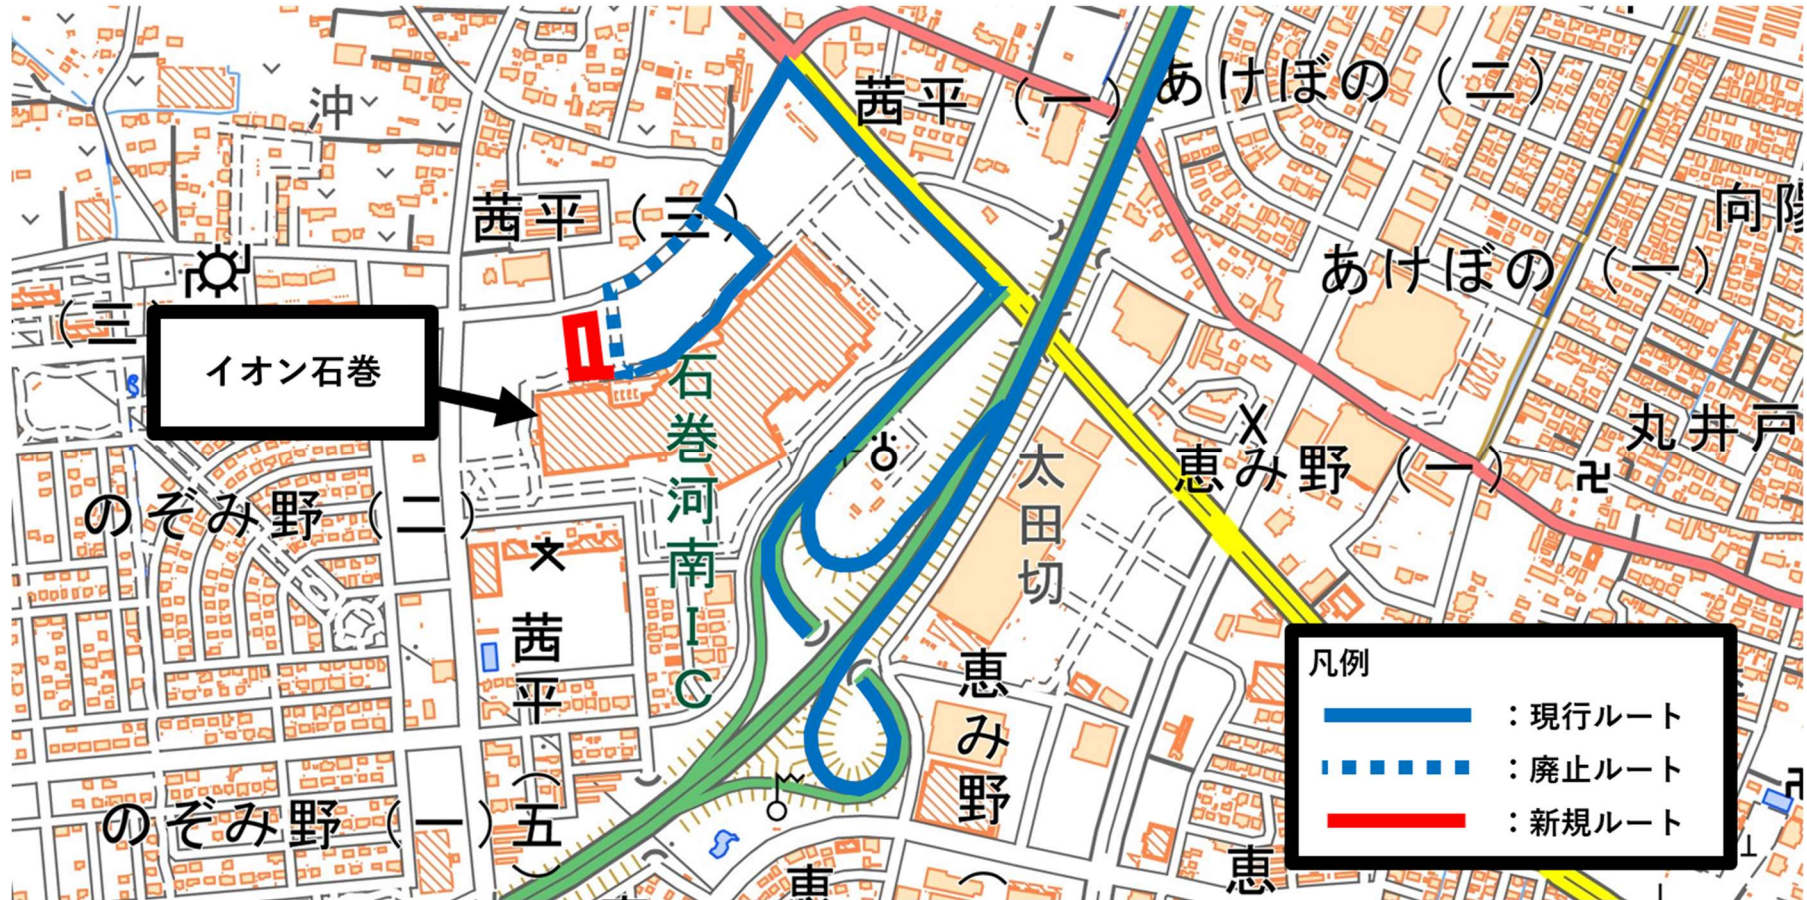 沖
茜平（一）
あけぼの（二）
向陽
茜平（三）
あけぼの（一）
（三）
イオン石巻
石巻河南IC
丸井戸
太田切
恵み野（一）
のぞみ野（二）
茜平（五）
恵み野（
のぞみ野（一）
恵
恵
凡例
：現行ルート
：廃止ルート
：新規ルート